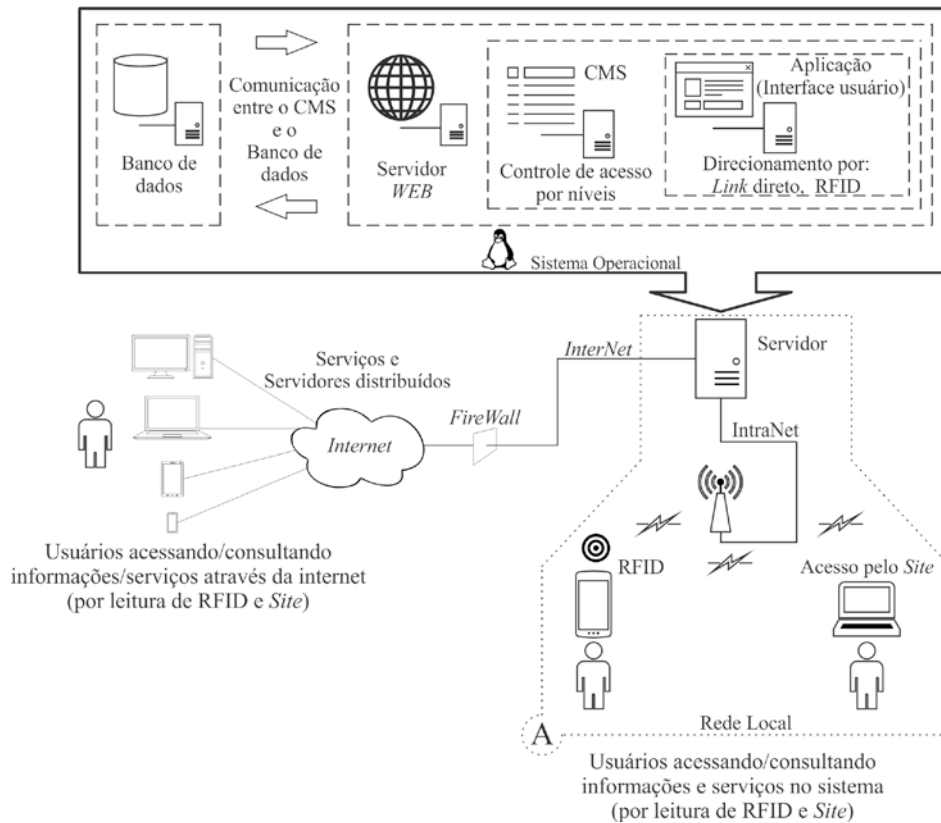 Banco de
dados
Comunicação
entre o CMS
e o
Banco de
dados
Servidor
WEB
CMS
Controle de acesso
por níveis
Aplicação
(Interface usuário)
Direcionamento por:
Link direto, RFID
Sistema Operacional
Serviços e
Servidores distribuídos
Internet
FireWall
InterNet
Servidor
IntraNet
Usuários acessando/consultando
informações/serviços através da internet
(por leitura de RFID e Site)
RFID
Acesso pelo Site
Rede Local
A
Usuários acessando/consultando
informações e serviços no sistema
(por leitura de RFID e Site)